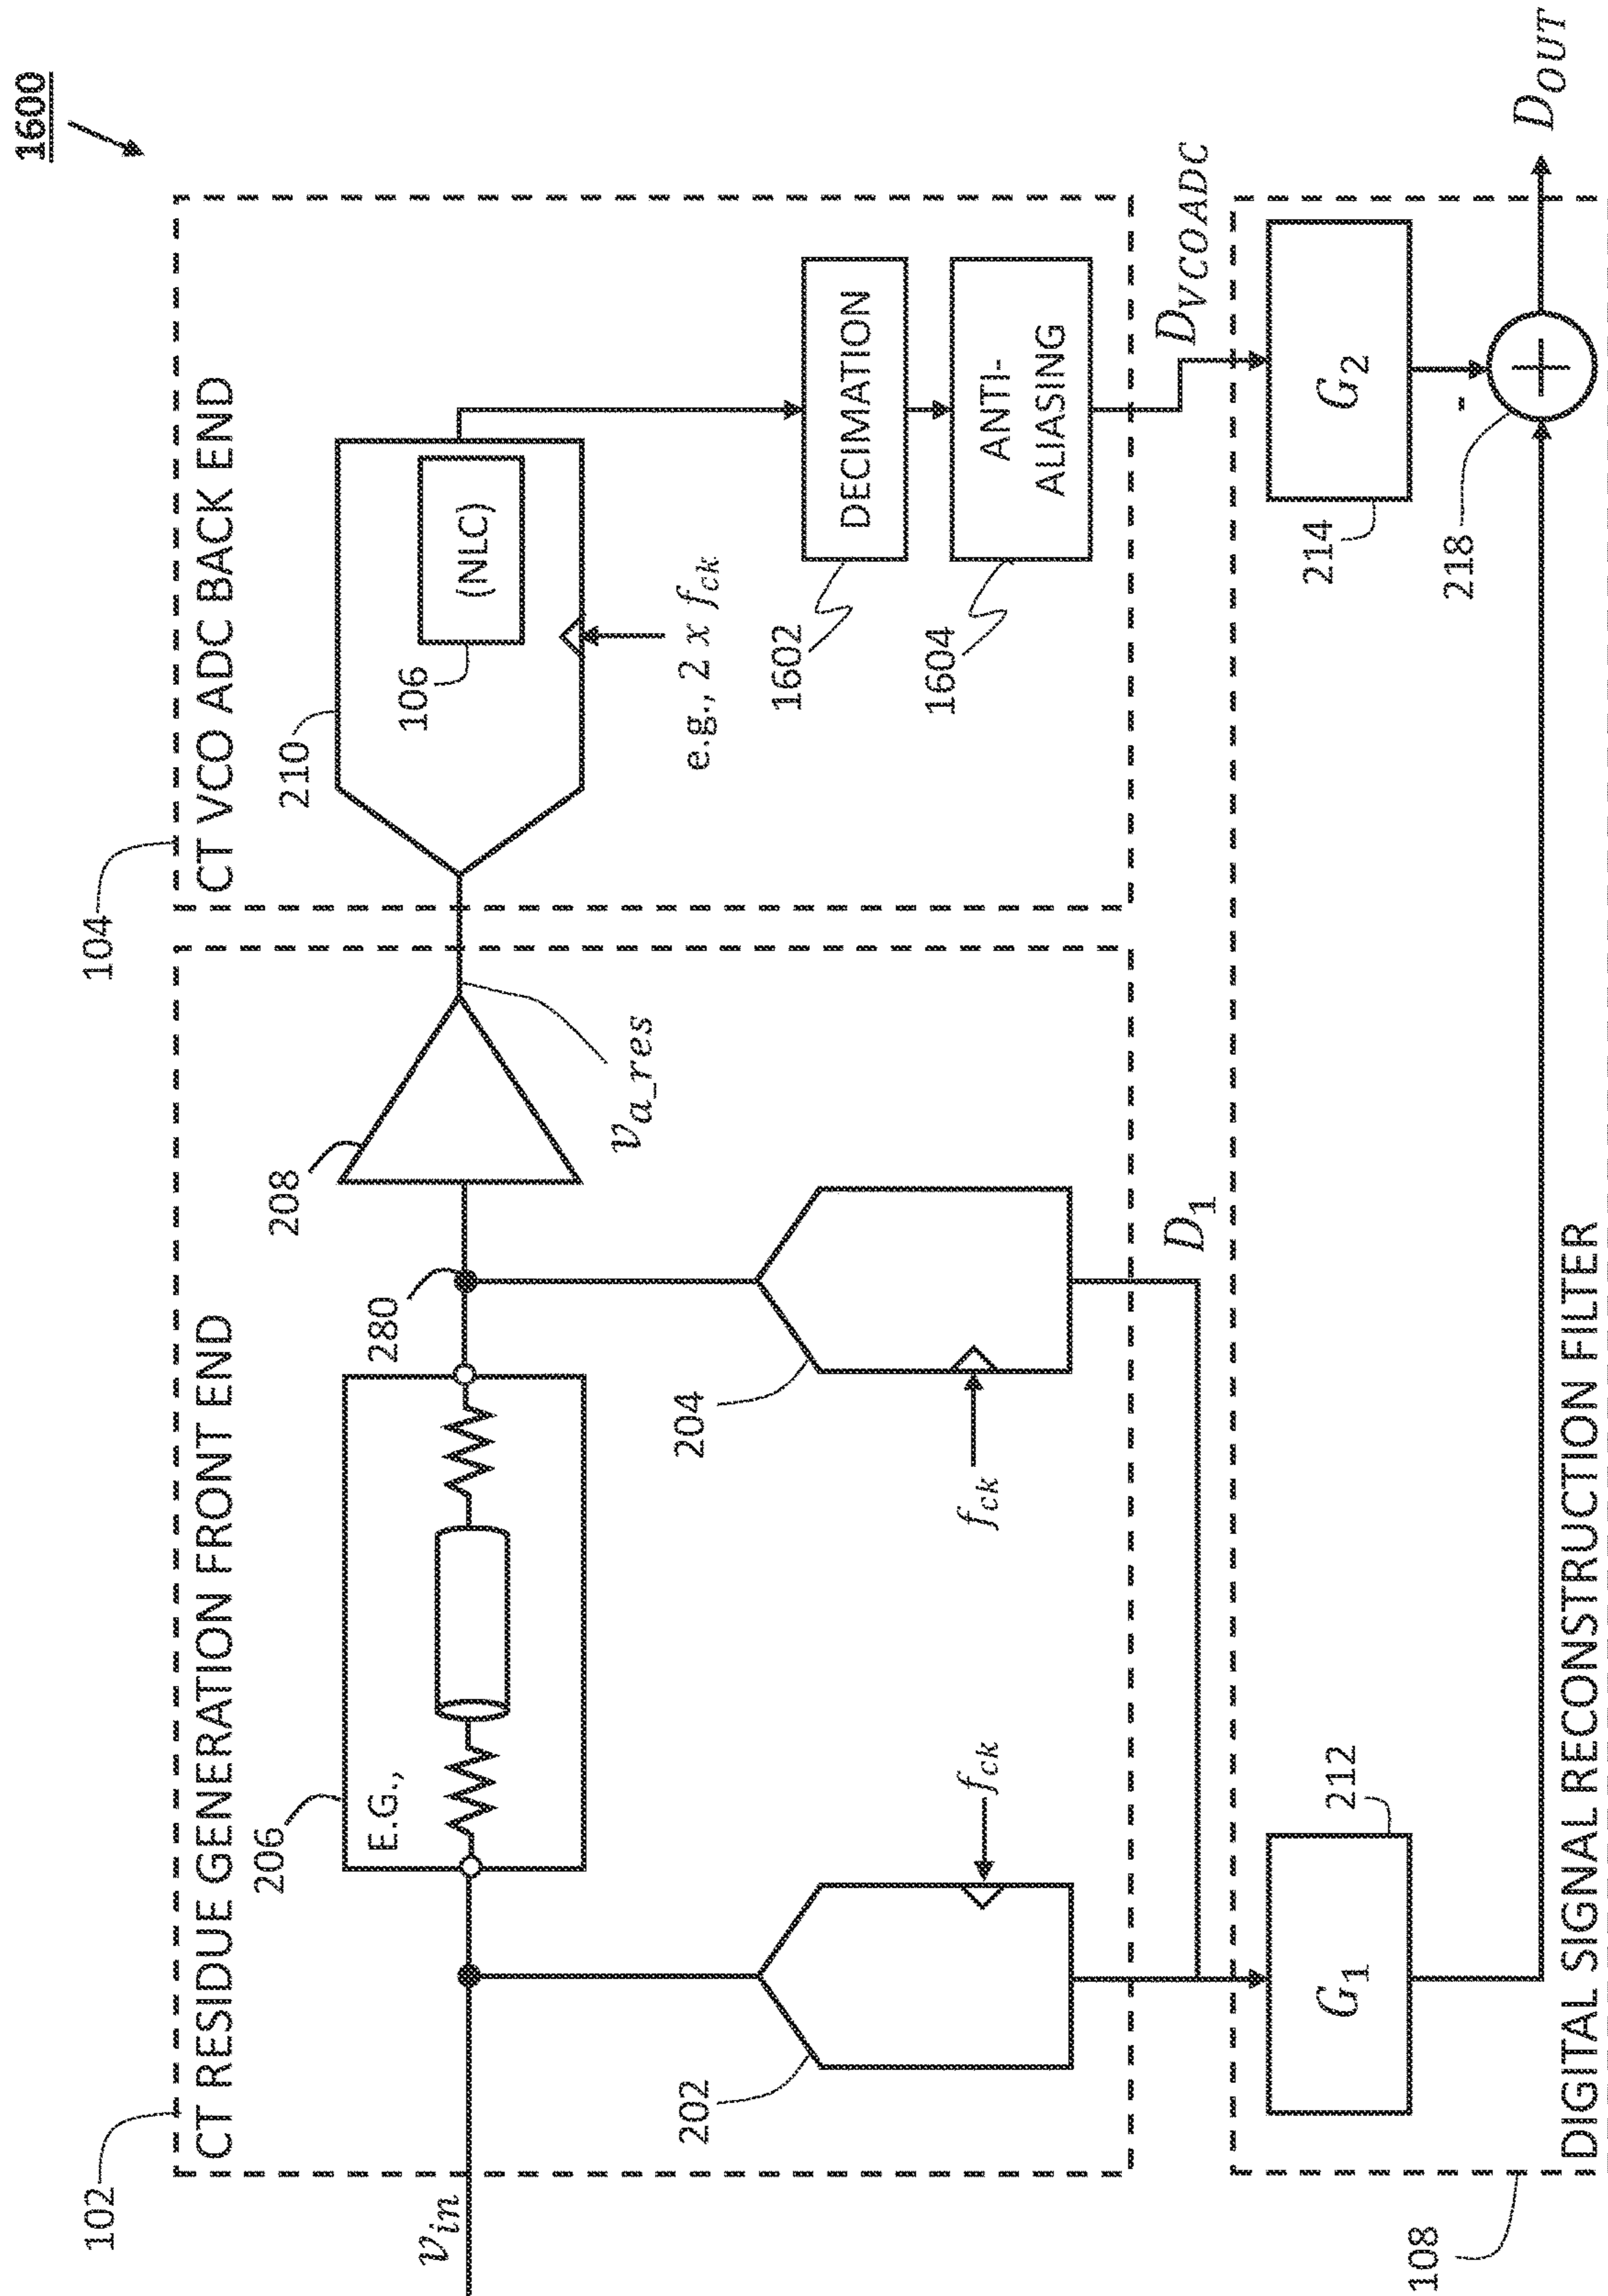 1600
102
104
CT RESIDUE GENERATION FRONT END
CT VCO ADC BACK END
206
208
210
E.G.,
280
106
(NLC)
v_in
v_a_res
e.g., 2 x f_ck
202
204
f_ck
f_ck
1602
DECIMATION
1604
ANTI-
ALIASING
D_1
D_VCOADC
G_1
212
214
G_2
218
-
+
108
DIGITAL SIGNAL RECONSTRUCTION FILTER
D_OUT